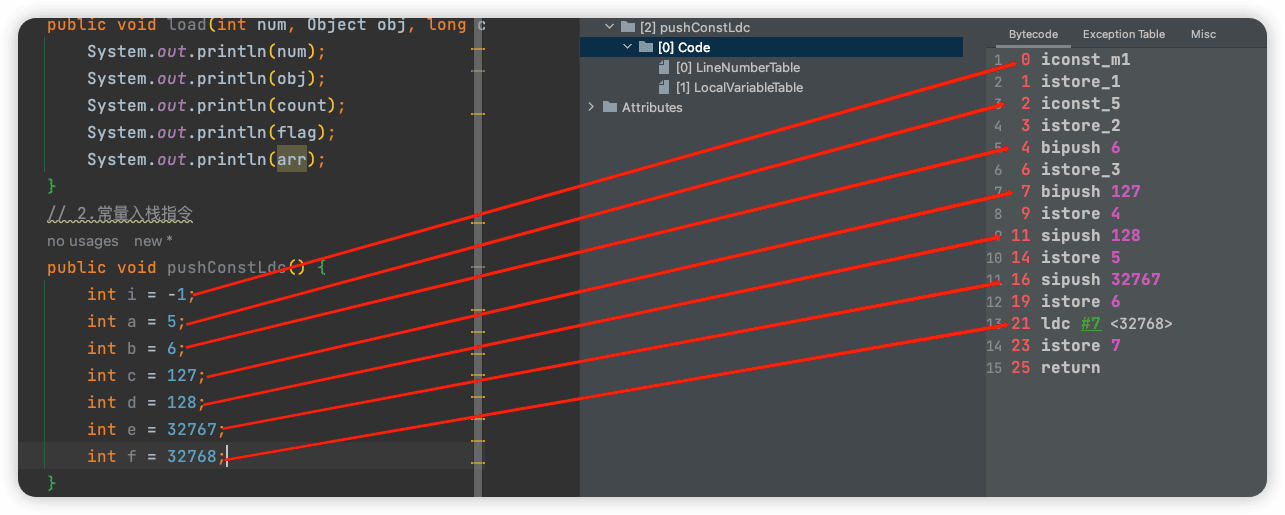 public void load(int num, Object obj, long c
System.out.println(num);
System.out.println(obj);
System.out.println(count);
System.out.println(flag);
System.out.println(arr);
}
// 2.常量入栈指令
no usages new *
public void pushConstLdc() {
int i = -1;
int a = 5;
int b = 6;
int c = 127;
int d = 128;
int e = 32767;
int f = 32768;
}
[2] pushConstLdc
[0] Code
[0] LineNumberTable
[1] LocalVariableTable
Attributes
Bytecode Exception Table Misc
1 0 iconst_m1
2 1 istore_1
3 2 iconst_5
4 3 istore_2
5 4 bipush 6
6 6 istore_3
7 7 bipush 127
8 9 istore 4
9 11 sipush 128
10 14 istore 5
11 16 sipush 32767
12 19 istore 6
13 21 ldc #7 <32768>
14 23 istore 7
15 25 return